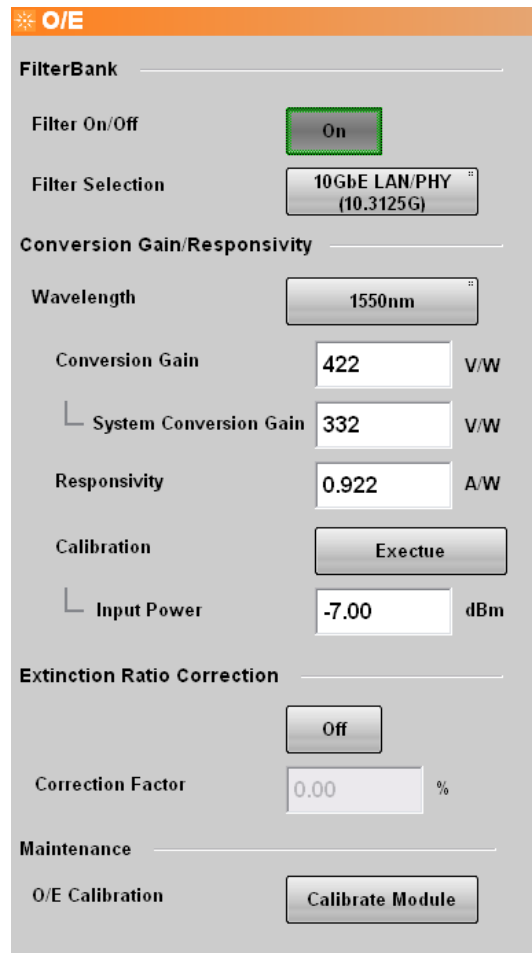 O/E
FilterBank
Filter On/Off
On
Filter Selection
10GbE LAN/PHY
(10.3125G)
Conversion Gain/Responsivity
Wavelength
1550nm
Conversion Gain
422
V/W
System Conversion Gain
332
V/W
Responsivity
0.922
A/W
Calibration
Exectue
Input Power
-7.00
dBm
Extinction Ratio Correction
Off
Correction Factor
0.00
%
Maintenance
O/E Calibration
Calibrate Module